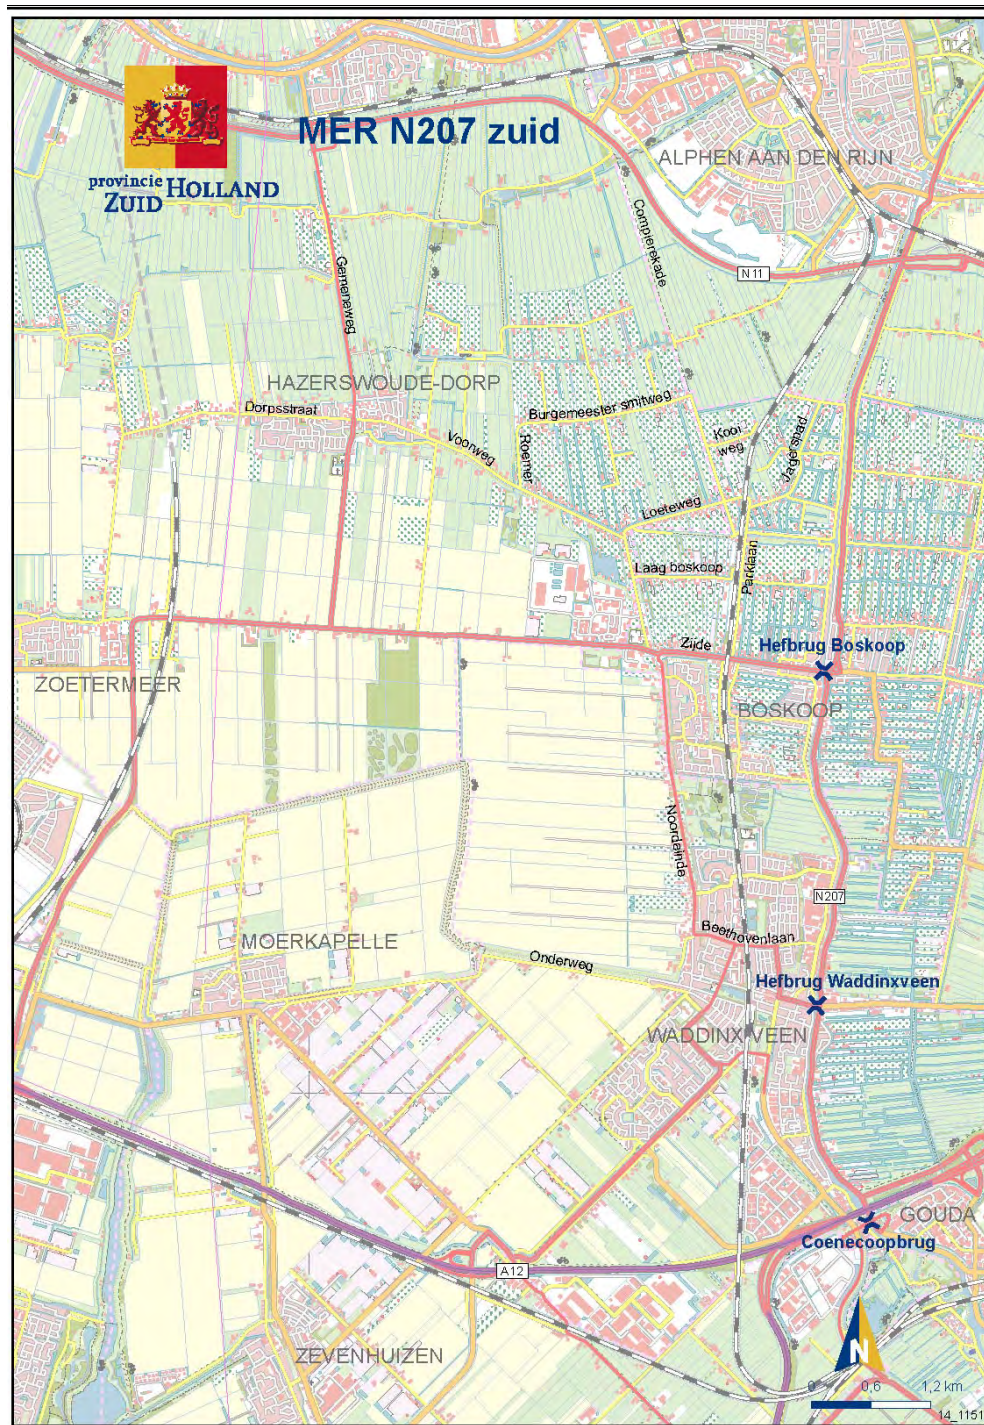 MER N207 zuid
provincie HOLLAND
ZUID
ALPHEN AAN DEN RIJN
Compierekade
N11
Gemeneweg
HAZERSWOUDE-DORP
Dorpsstraat
Burgemeester smitweg
Voorweg
Roemer
Kooi
weg
Jagerspad
Loeteweg
Laag boskoop
Parklaan
Zijde
Hefbrug Boskoop
ZOETERMEER
BOSKOOP
Noordeinde
N207
Beethovenlaan
MOERKAPELLE
Onderweg
Hefbrug Waddinxveen
WADDINXVEEN
GOUDA
Coenecoopbrug
A12
ZEVENHUIZEN
N
0 0,6 1,2 km
14_1151